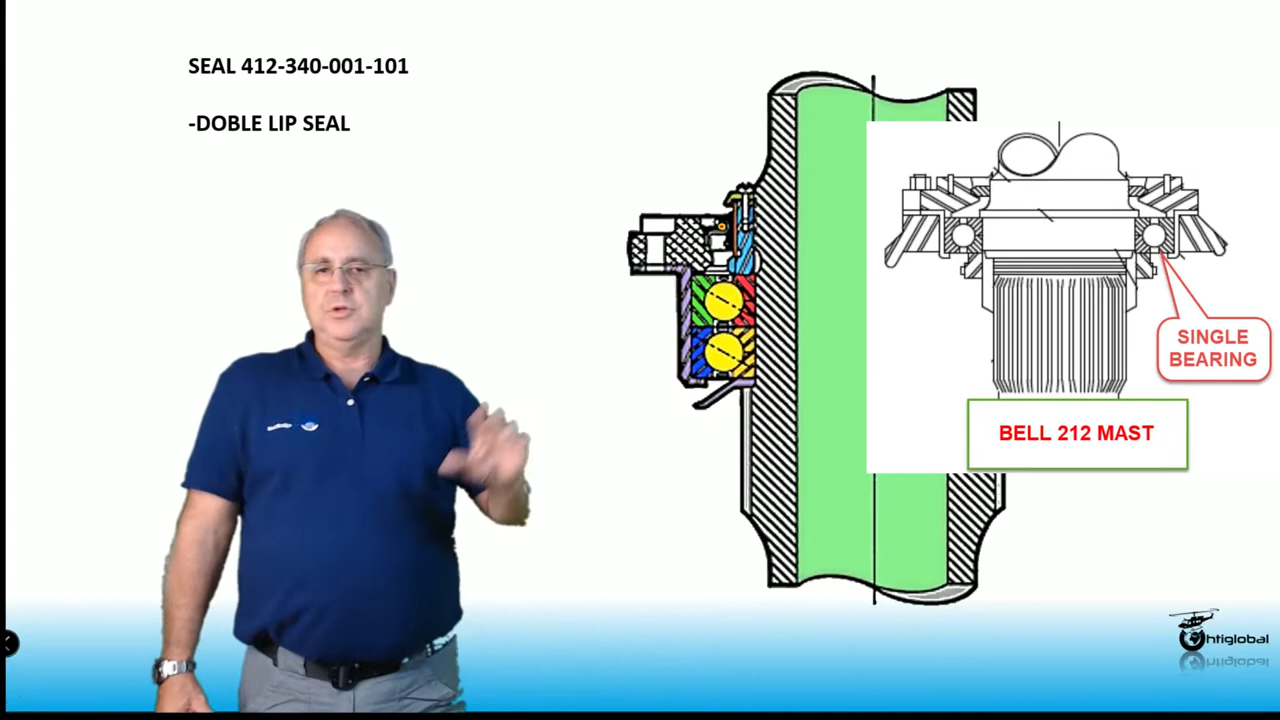 SEAL 412-340-001-101
-DOBLE LIP SEAL
SINGLE
BEARING
BELL 212 MAST
htiglobal